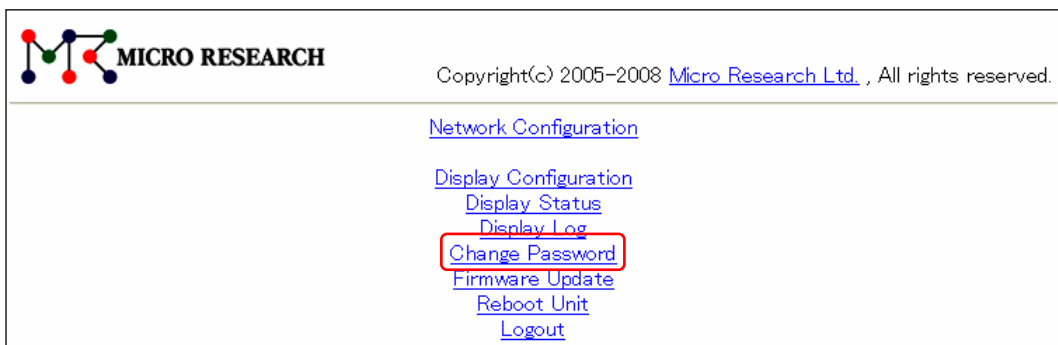 MICRO RESEARCH
Copyright(c) 2005-2008 Micro Research Ltd. , All rights reserved.
Network Configuration
Display Configuration
Display Status
Display Log
Change Password
Firmware Update
Reboot Unit
Logout